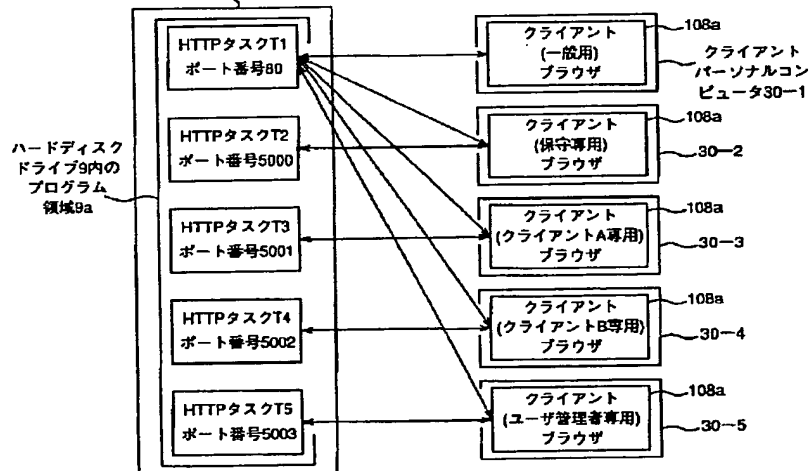 ハードディスク
ドライブ9内の
プログラム
領域9a
HTTPタスクT1
ポート番号80
HTTPタスクT2
ポート番号5000
HTTPタスクT3
ポート番号5001
HTTPタスクT4
ポート番号5002
HTTPタスクT5
ポート番号5003
クライアント
(一般用)
ブラウザ
108a
クライアント
パーソナルコン
ピュータ30-1
クライアント
(保守専用)
ブラウザ
108a
30-2
クライアント
(クライアントA専用)
ブラウザ
108a
30-3
クライアント
(クライアントB専用)
ブラウザ
108a
30-4
クライアント
(ユーザ管理者専用)
ブラウザ
108a
30-5